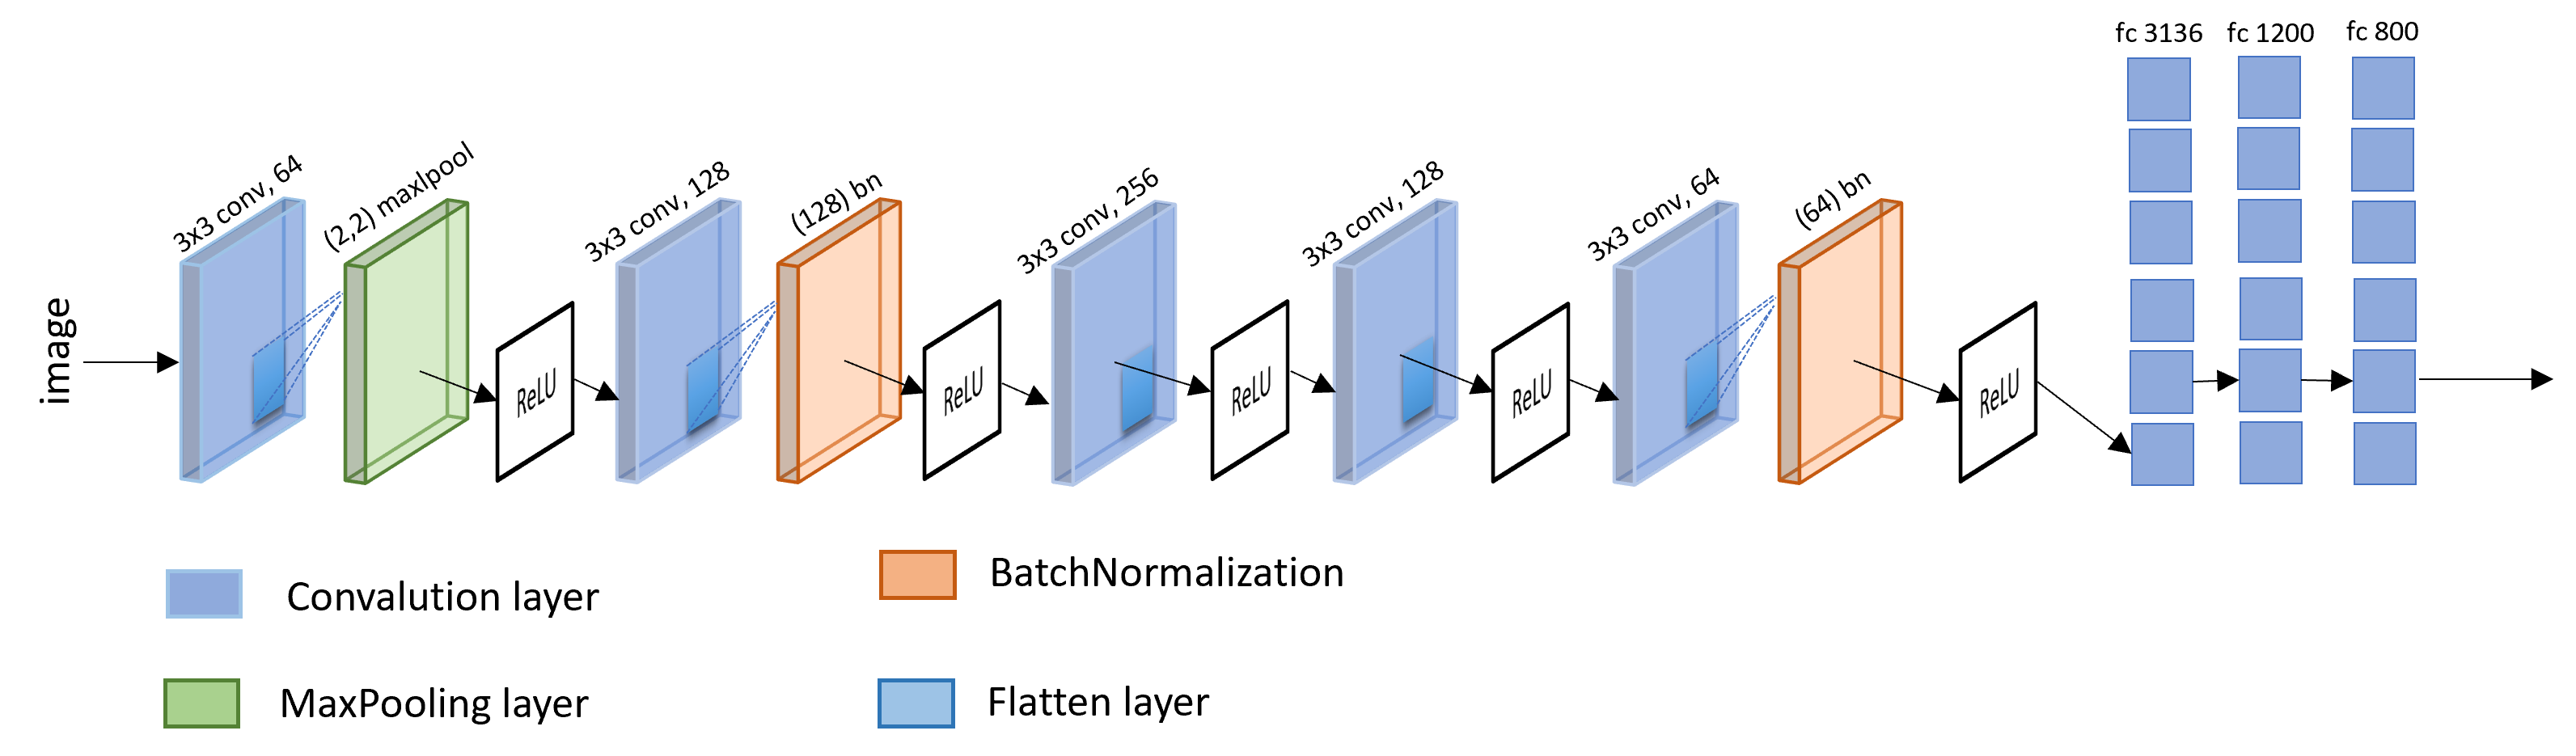 image
3x3 conv, 64
(2,2) maxlpool
ReLU
3x3 conv, 128
(128) bn
ReLU
3x3 conv, 256
ReLU
3x3 conv, 128
ReLU
3x3 conv, 64
(64) bn
ReLU
fc 3136
fc 1200
fc 800
Convalution layer
BatchNormalization
MaxPooling layer
Flatten layer